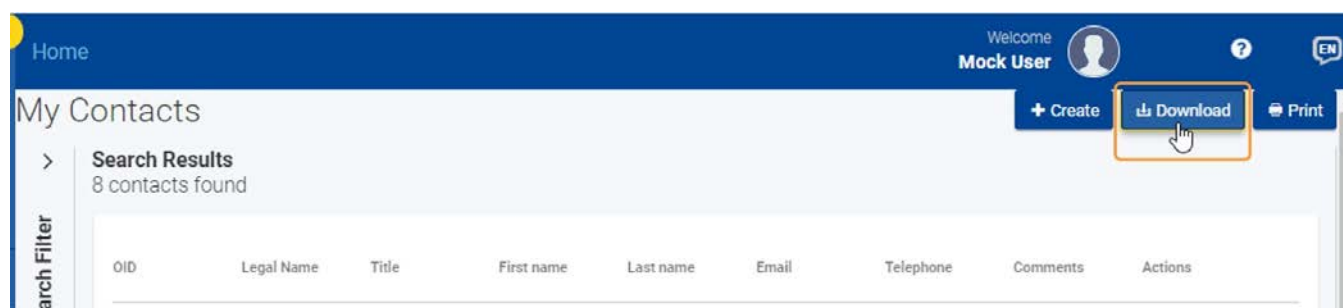 Home
Welcome
Mock User
?
EN
My Contacts
+ Create
Download
Print
Search Results
8 contacts found
arch Filter
OID Legal Name Title First name Last name Email Telephone Comments Actions